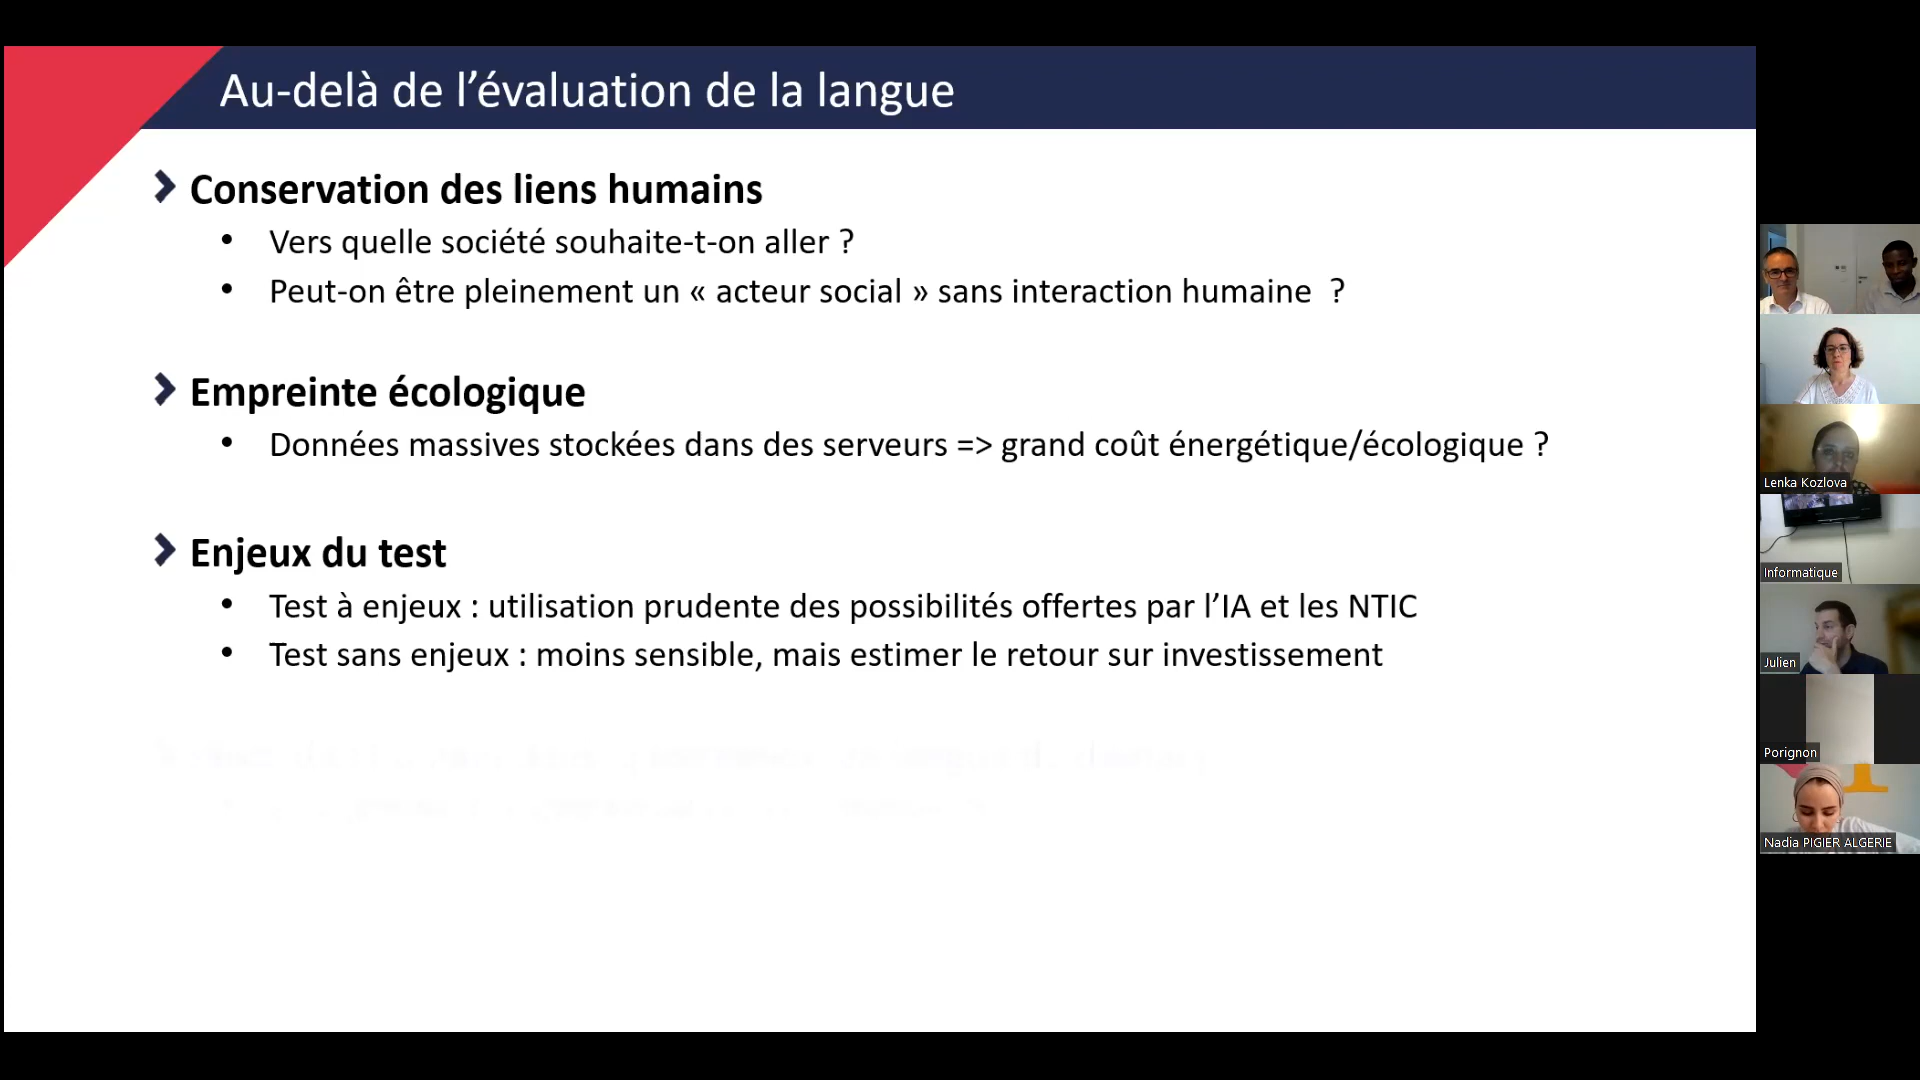 Au-delà de l’évaluation de la langue
Conservation des liens humains
• Vers quelle société souhaite-t-on aller ?
• Peut-on être pleinement un « acteur social » sans interaction humaine ?
Empreinte écologique
• Données massives stockées dans des serveurs => grand coût énergétique/écologique ?
Enjeux du test
• Test à enjeux : utilisation prudente des possibilités offertes par l’IA et les NTIC
• Test sans enjeux : moins sensible, mais estimer le retour sur investissement
Lenka Kozlova
Informatique
Julien
Porignon
Nadia PIGIER ALGERIE